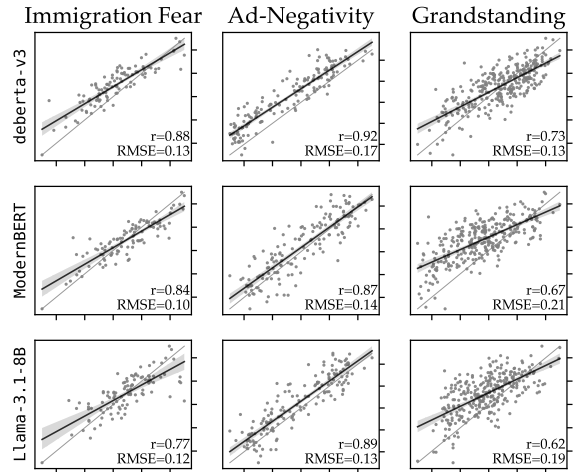 Immigration Fear Ad-Negativity Grandstanding
deberta-v3
r=0.88
RMSE=0.13
r=0.92
RMSE=0.17
r=0.73
RMSE=0.13
ModernBERT
r=0.84
RMSE=0.10
r=0.87
RMSE=0.14
r=0.67
RMSE=0.21
Llama-3.1-8B
r=0.77
RMSE=0.12
r=0.89
RMSE=0.13
r=0.62
RMSE=0.19